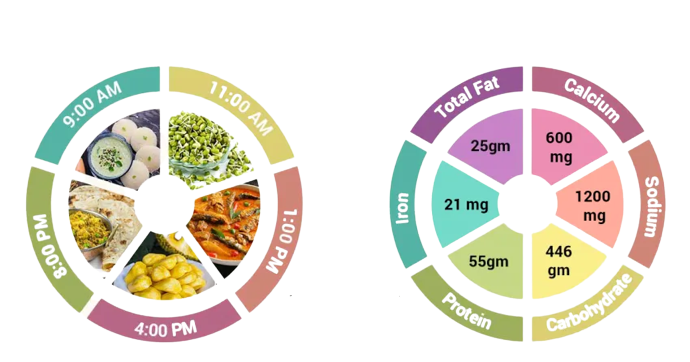 9:00 AM
11:00 AM
1:00 PM
4:00 PM
8:00 PM
Total Fat
Calcium
Sodium
Carbohydrate
Protein
Iron
25gm
600
mg
1200
mg
446
gm
55gm
21 mg